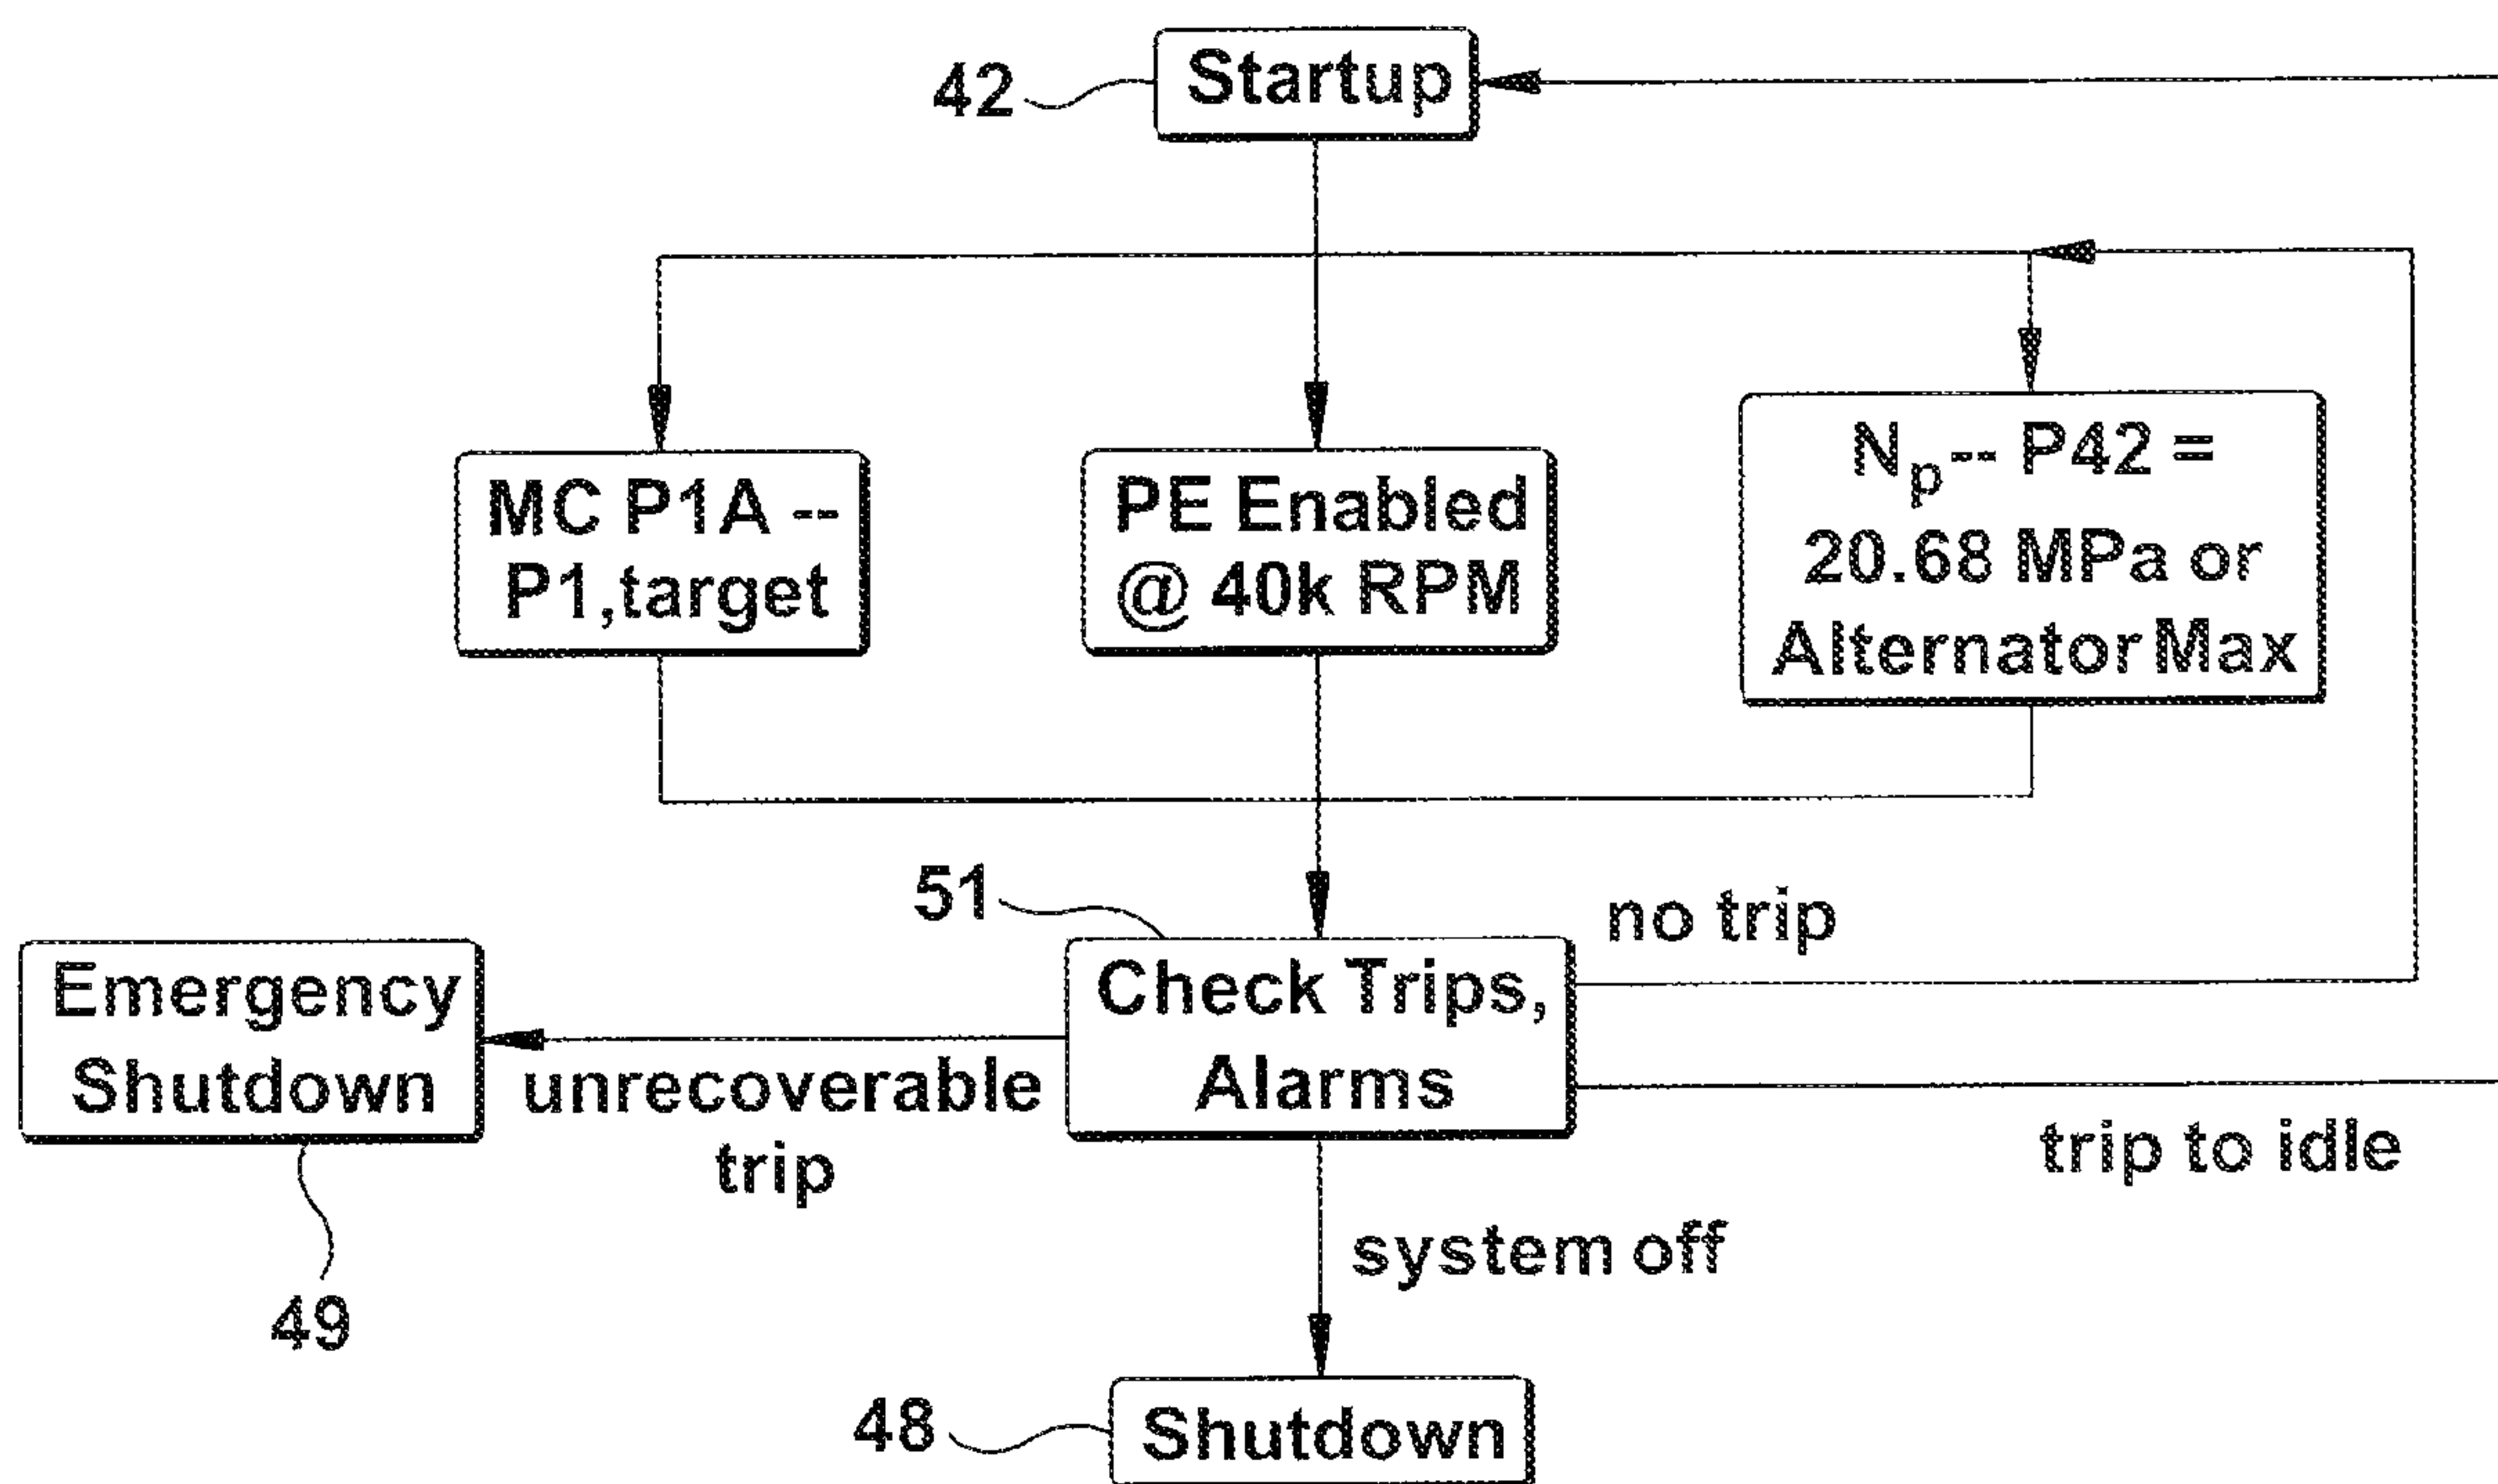 42
Startup
MC P1A --
P1,target
PE Enabled
@ 40k RPM
Np-- P42 =
20.68 MPa or
Alternator Max
51
no trip
Emergency
Shutdown
Check Trips,
Alarms
unrecoverable
trip
trip to idle
system off
49
48
Shutdown